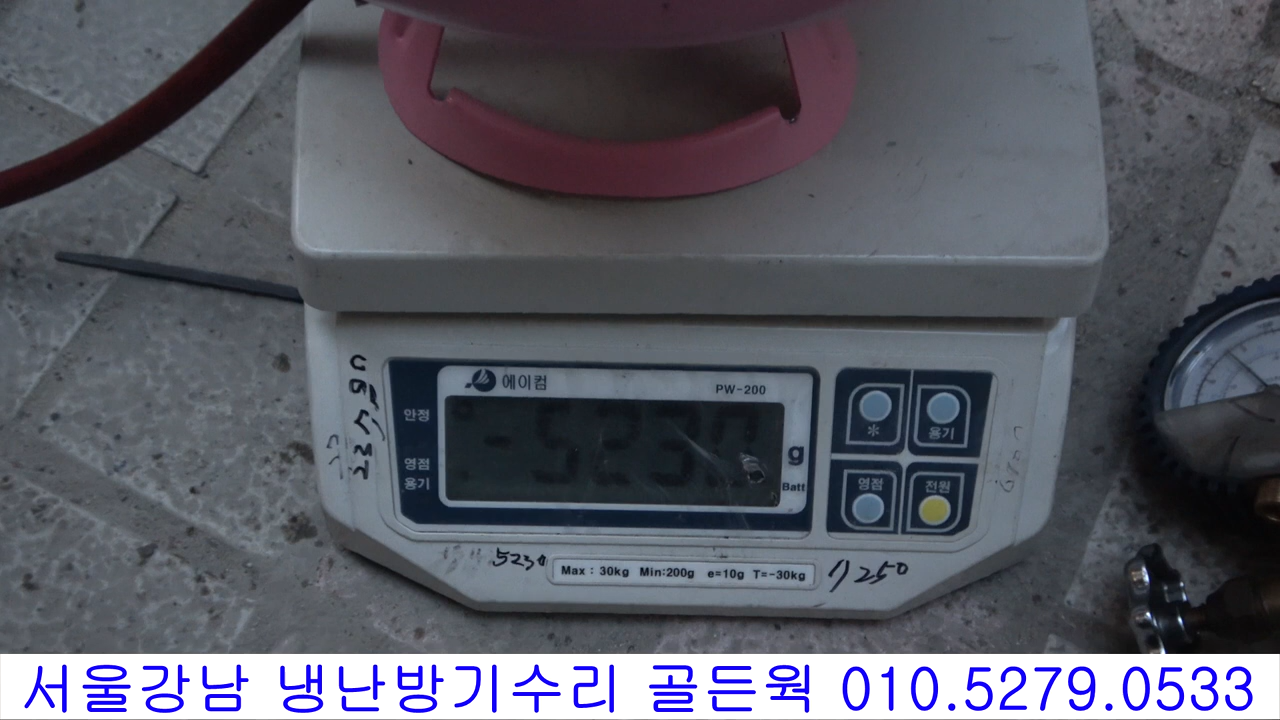 에이컴
PW-200
안정
-5230
g
영점
용기
Batt
*
용기
영점
전원
5230
Max : 30kg Min:200g e=10g T=-30kg
서울강남 냉난방기수리 골든웍 010.5279.0533